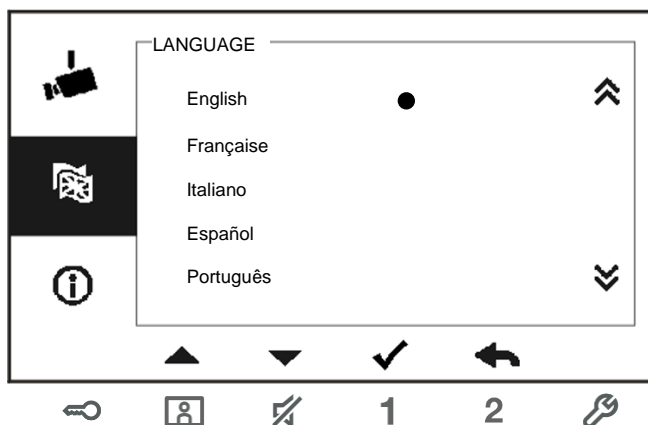 LANGUAGE
English
Française
Italiano
Español
Português
1 2